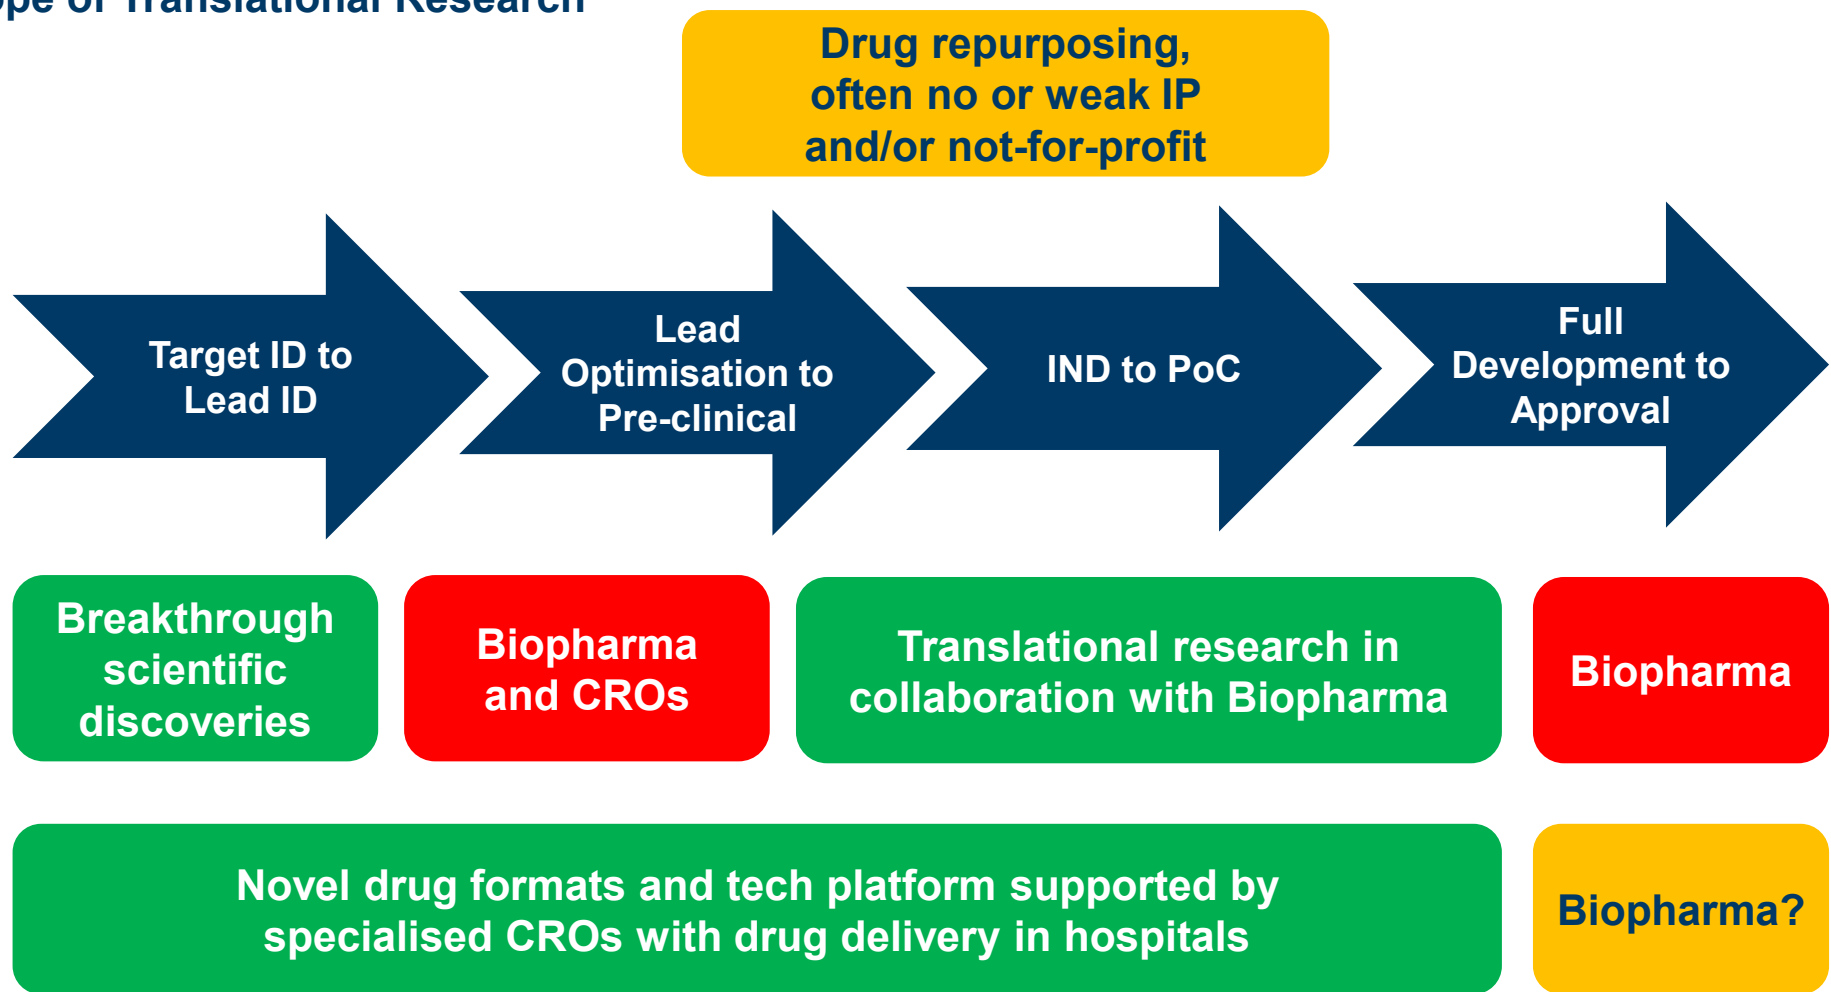 of Translational Research
Drug repurposing,
often no or weak IP
and/or not-for-profit
Target ID to
Lead ID
Lead
Optimisation to
Pre-clinical
IND to PoC
Full
Development to
Approval
Breakthrough
scientific
discoveries
Biopharma
and CROs
Translational research in
collaboration with Biopharma
Biopharma
Novel drug formats and tech platform supported by
specialised CROs with drug delivery in hospitals
Biopharma?